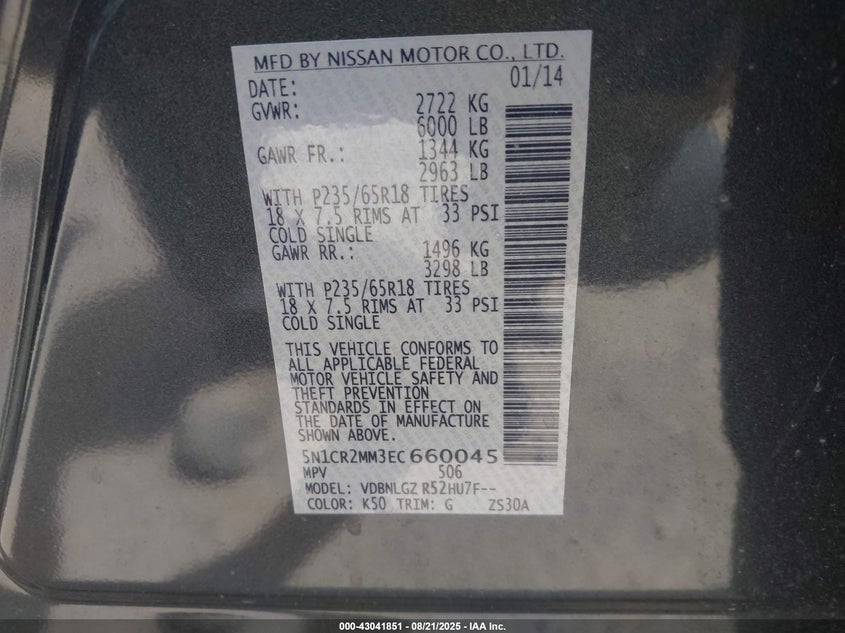 MFD BY NISSAN MOTOR CO., LTD.
DATE: 01/14
GVWR: 2722 KG
6000 LB
GAWR FR.: 1344 KG
2963 LB
WITH P235/65R18 TIRES
18 X 7.5 RIMS AT 33 PSI
COLD SINGLE
GAWR RR.: 1496 KG
3298 LB
WITH P235/65R18 TIRES
18 X 7.5 RIMS AT 33 PSI
COLD SINGLE
THIS VEHICLE CONFORMS TO
ALL APPLICABLE FEDERAL
MOTOR VEHICLE SAFETY AND
THEFT PREVENTION
STANDARDS IN EFFECT ON
THE DATE OF MANUFACTURE
SHOWN ABOVE.
5N1CR2MM3EC660045
MPV 506
MODEL: VDBNLGZ R52HU7F--
COLOR: K50 TRIM: G ZS30A
000-43041851 - 08/21/2025 - IAA Inc.